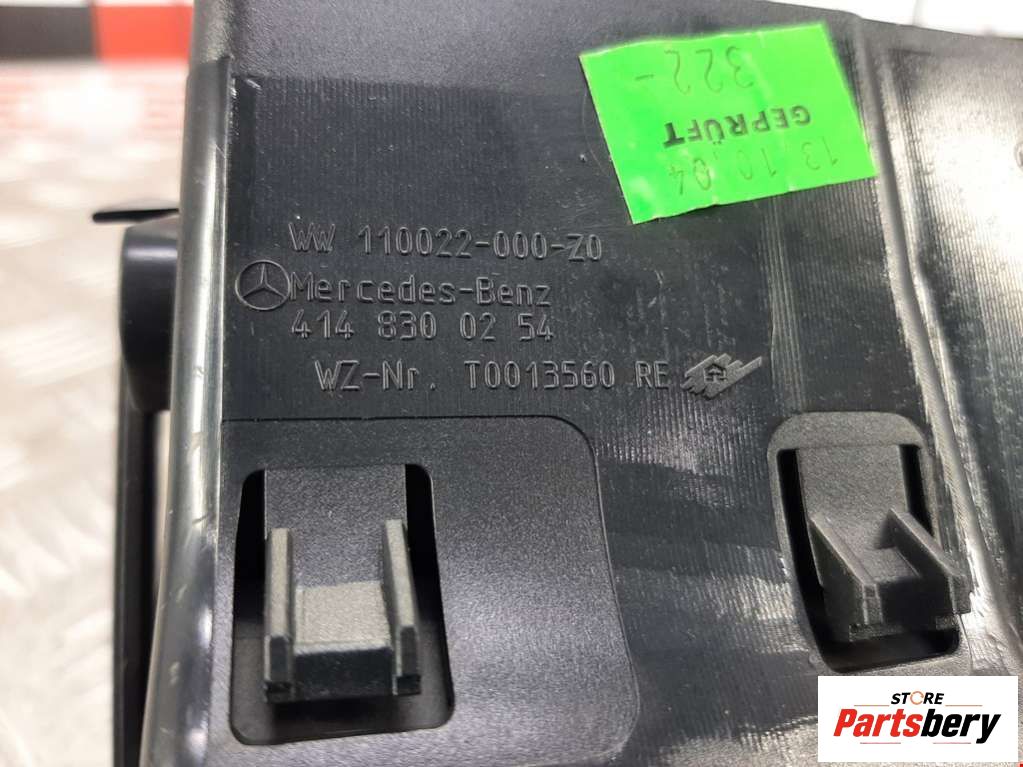 322-
GEPRÜFT
13.10.04
WW 110022-000-Z0
Mercedes-Benz
414 830 02 54
WZ-Nr. T0013560 RE
STORE
Partsbery